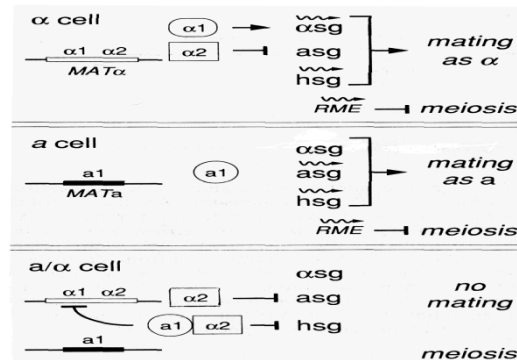 α cell
α1 α2
MATα
α1
α2
αsg
asg
hsg
mating
as α
RME
meiosis
a cell
a1
MATa
a1
αsg
asg
hsg
mating
as a
RME
meiosis
a/α cell
α1 α2
α2
a1 α2
a1
αsg
asg
hsg
no
mating
meiosis